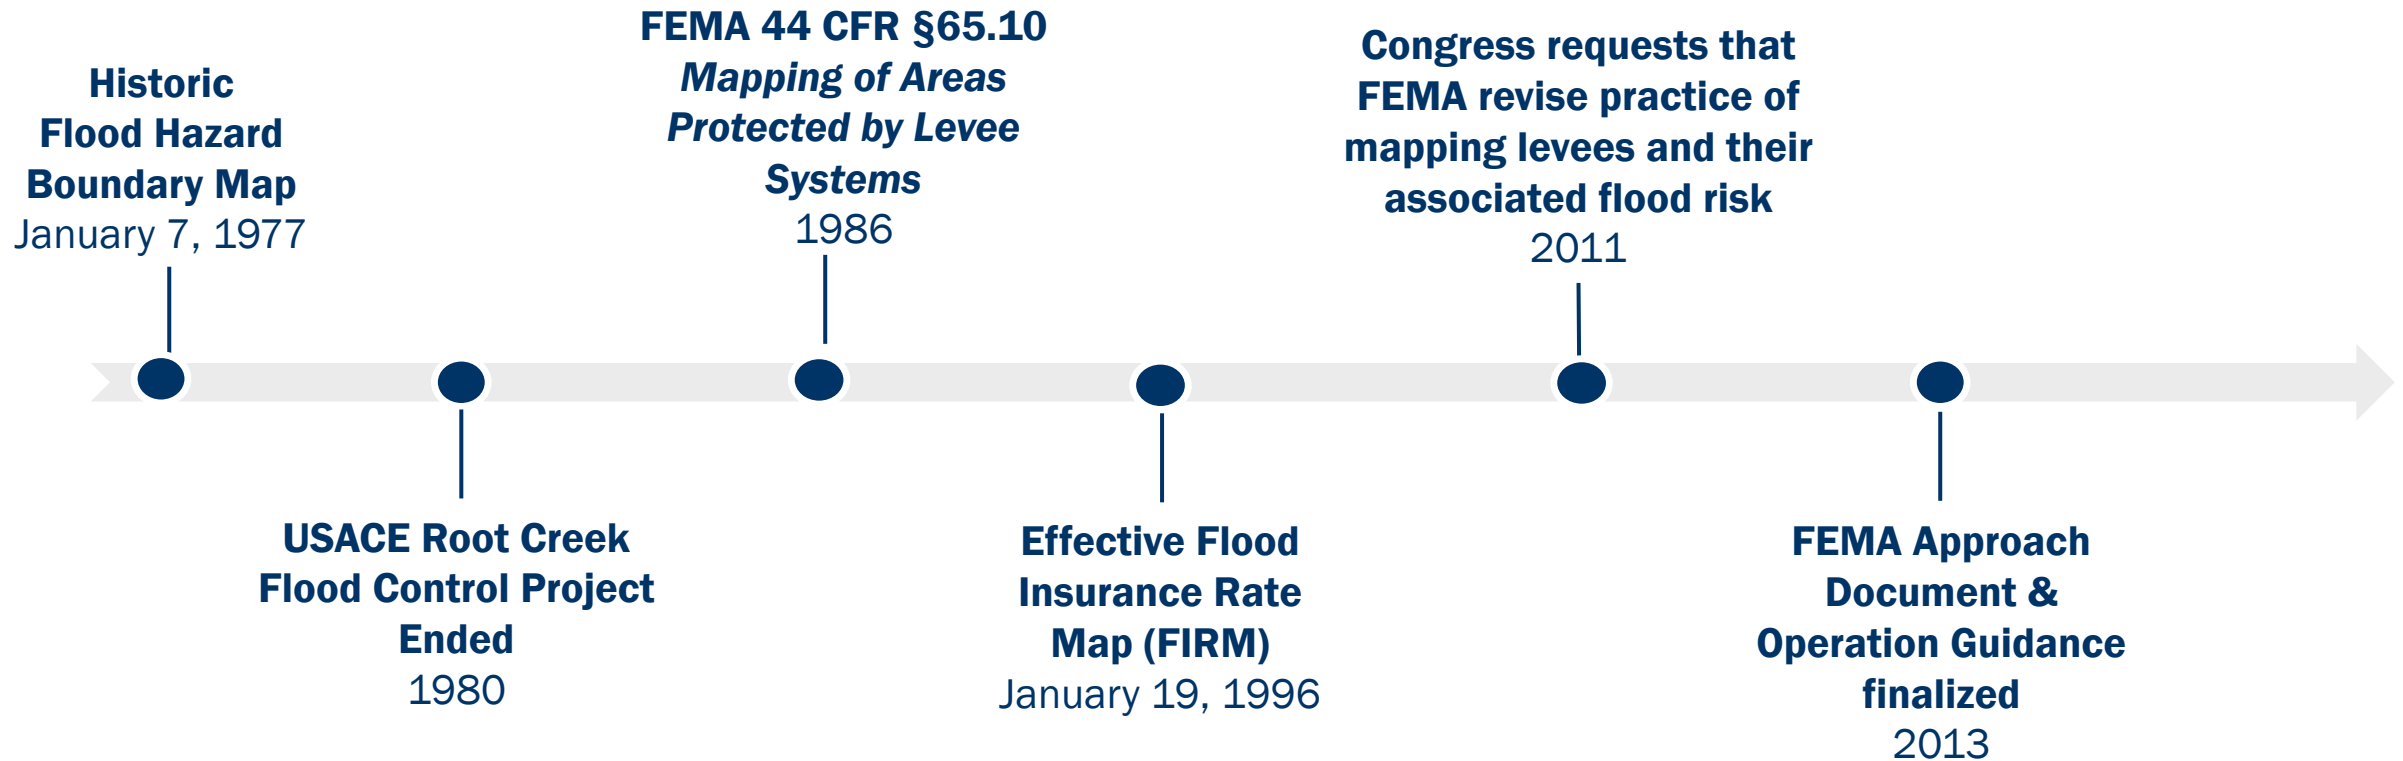 Historic
Flood Hazard
Boundary Map
January 7, 1977
USACE Root Creek
Flood Control Project
Ended
1980
FEMA 44 CFR §65.10
Mapping of Areas
Protected by Levee
Systems
1986
Effective Flood
Insurance Rate
Map (FIRM)
January 19, 1996
Congress requests that
FEMA revise practice of
mapping levees and their
associated flood risk
2011
FEMA Approach
Document &
Operation Guidance
finalized
2013